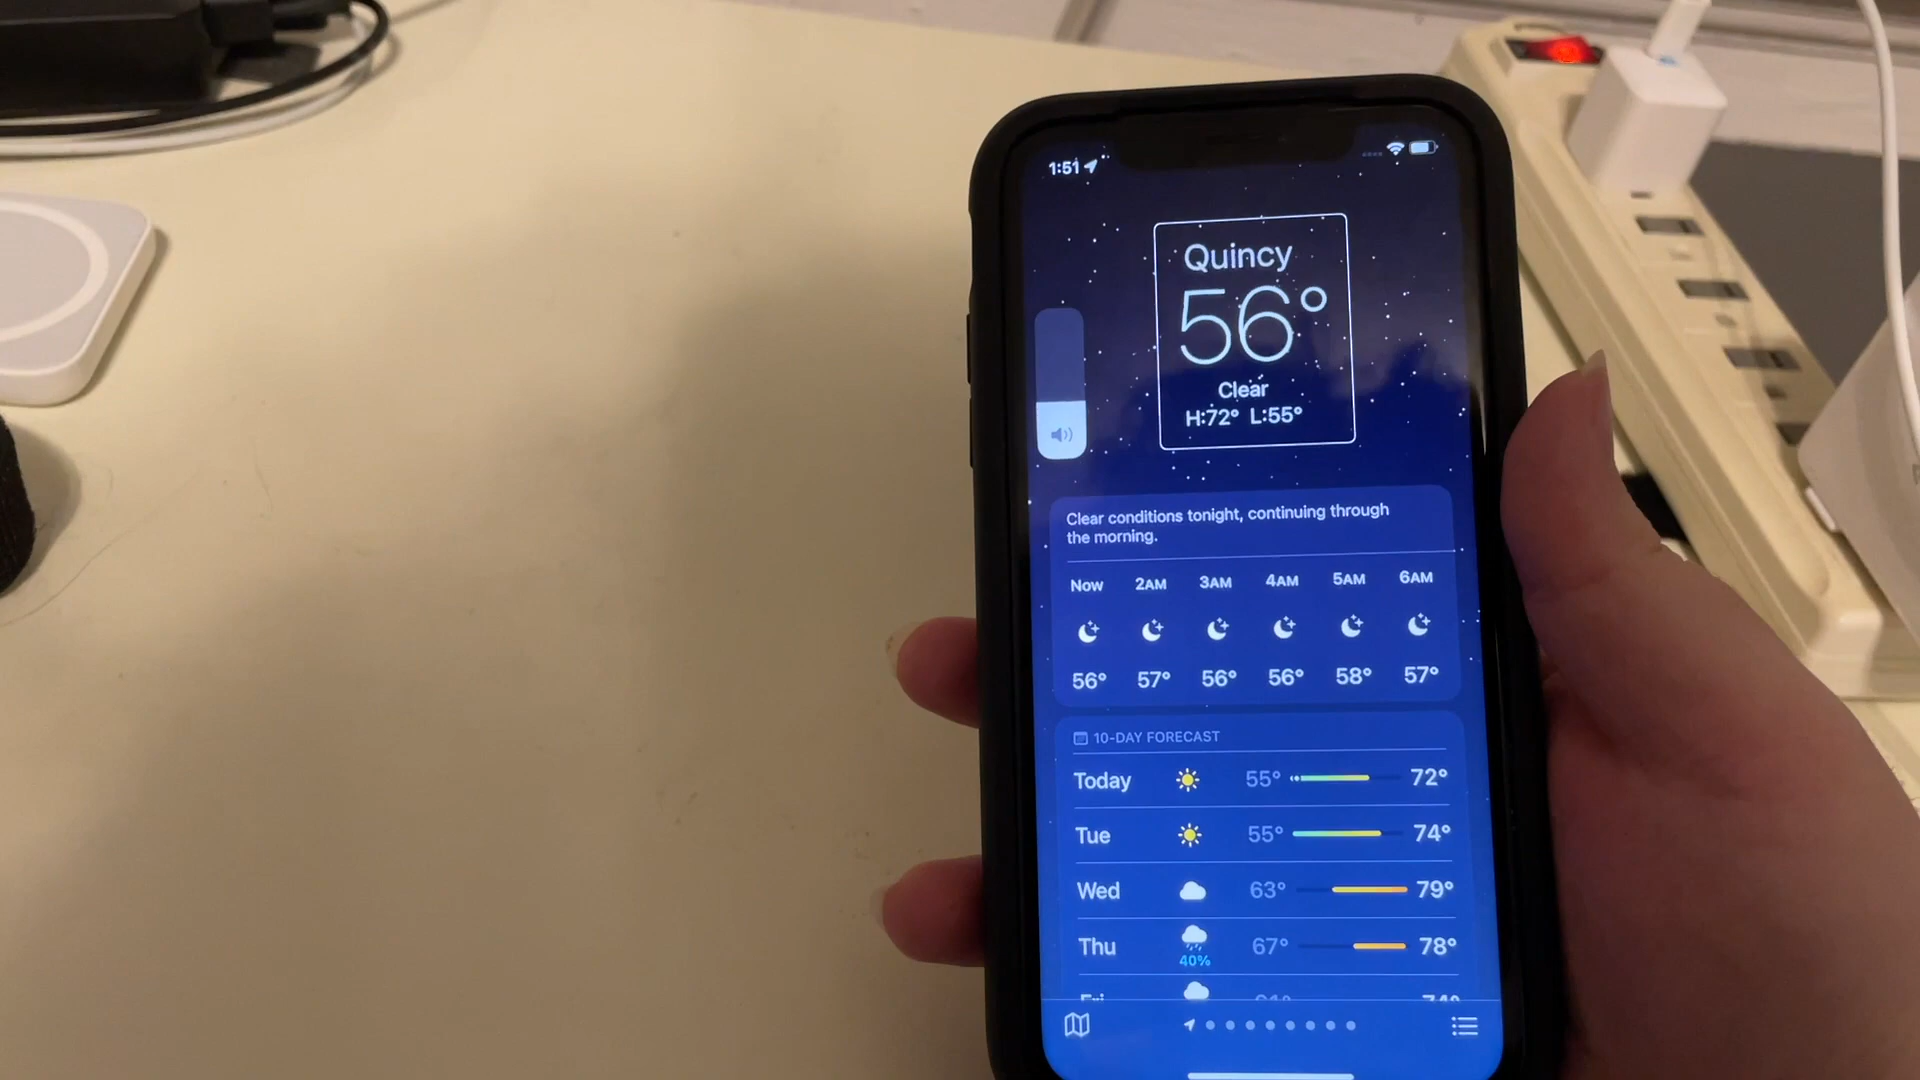 1:51
Quincy
56°
Clear
H:72° L:55°
Clear conditions tonight, continuing through
the morning.
Now 2AM 3AM 4AM 5AM 6AM
56° 57° 56° 56° 58° 57°
10-DAY FORECAST
Today 55° 72°
Tue 55° 74°
Wed 63° 79°
Thu 40% 67° 78°